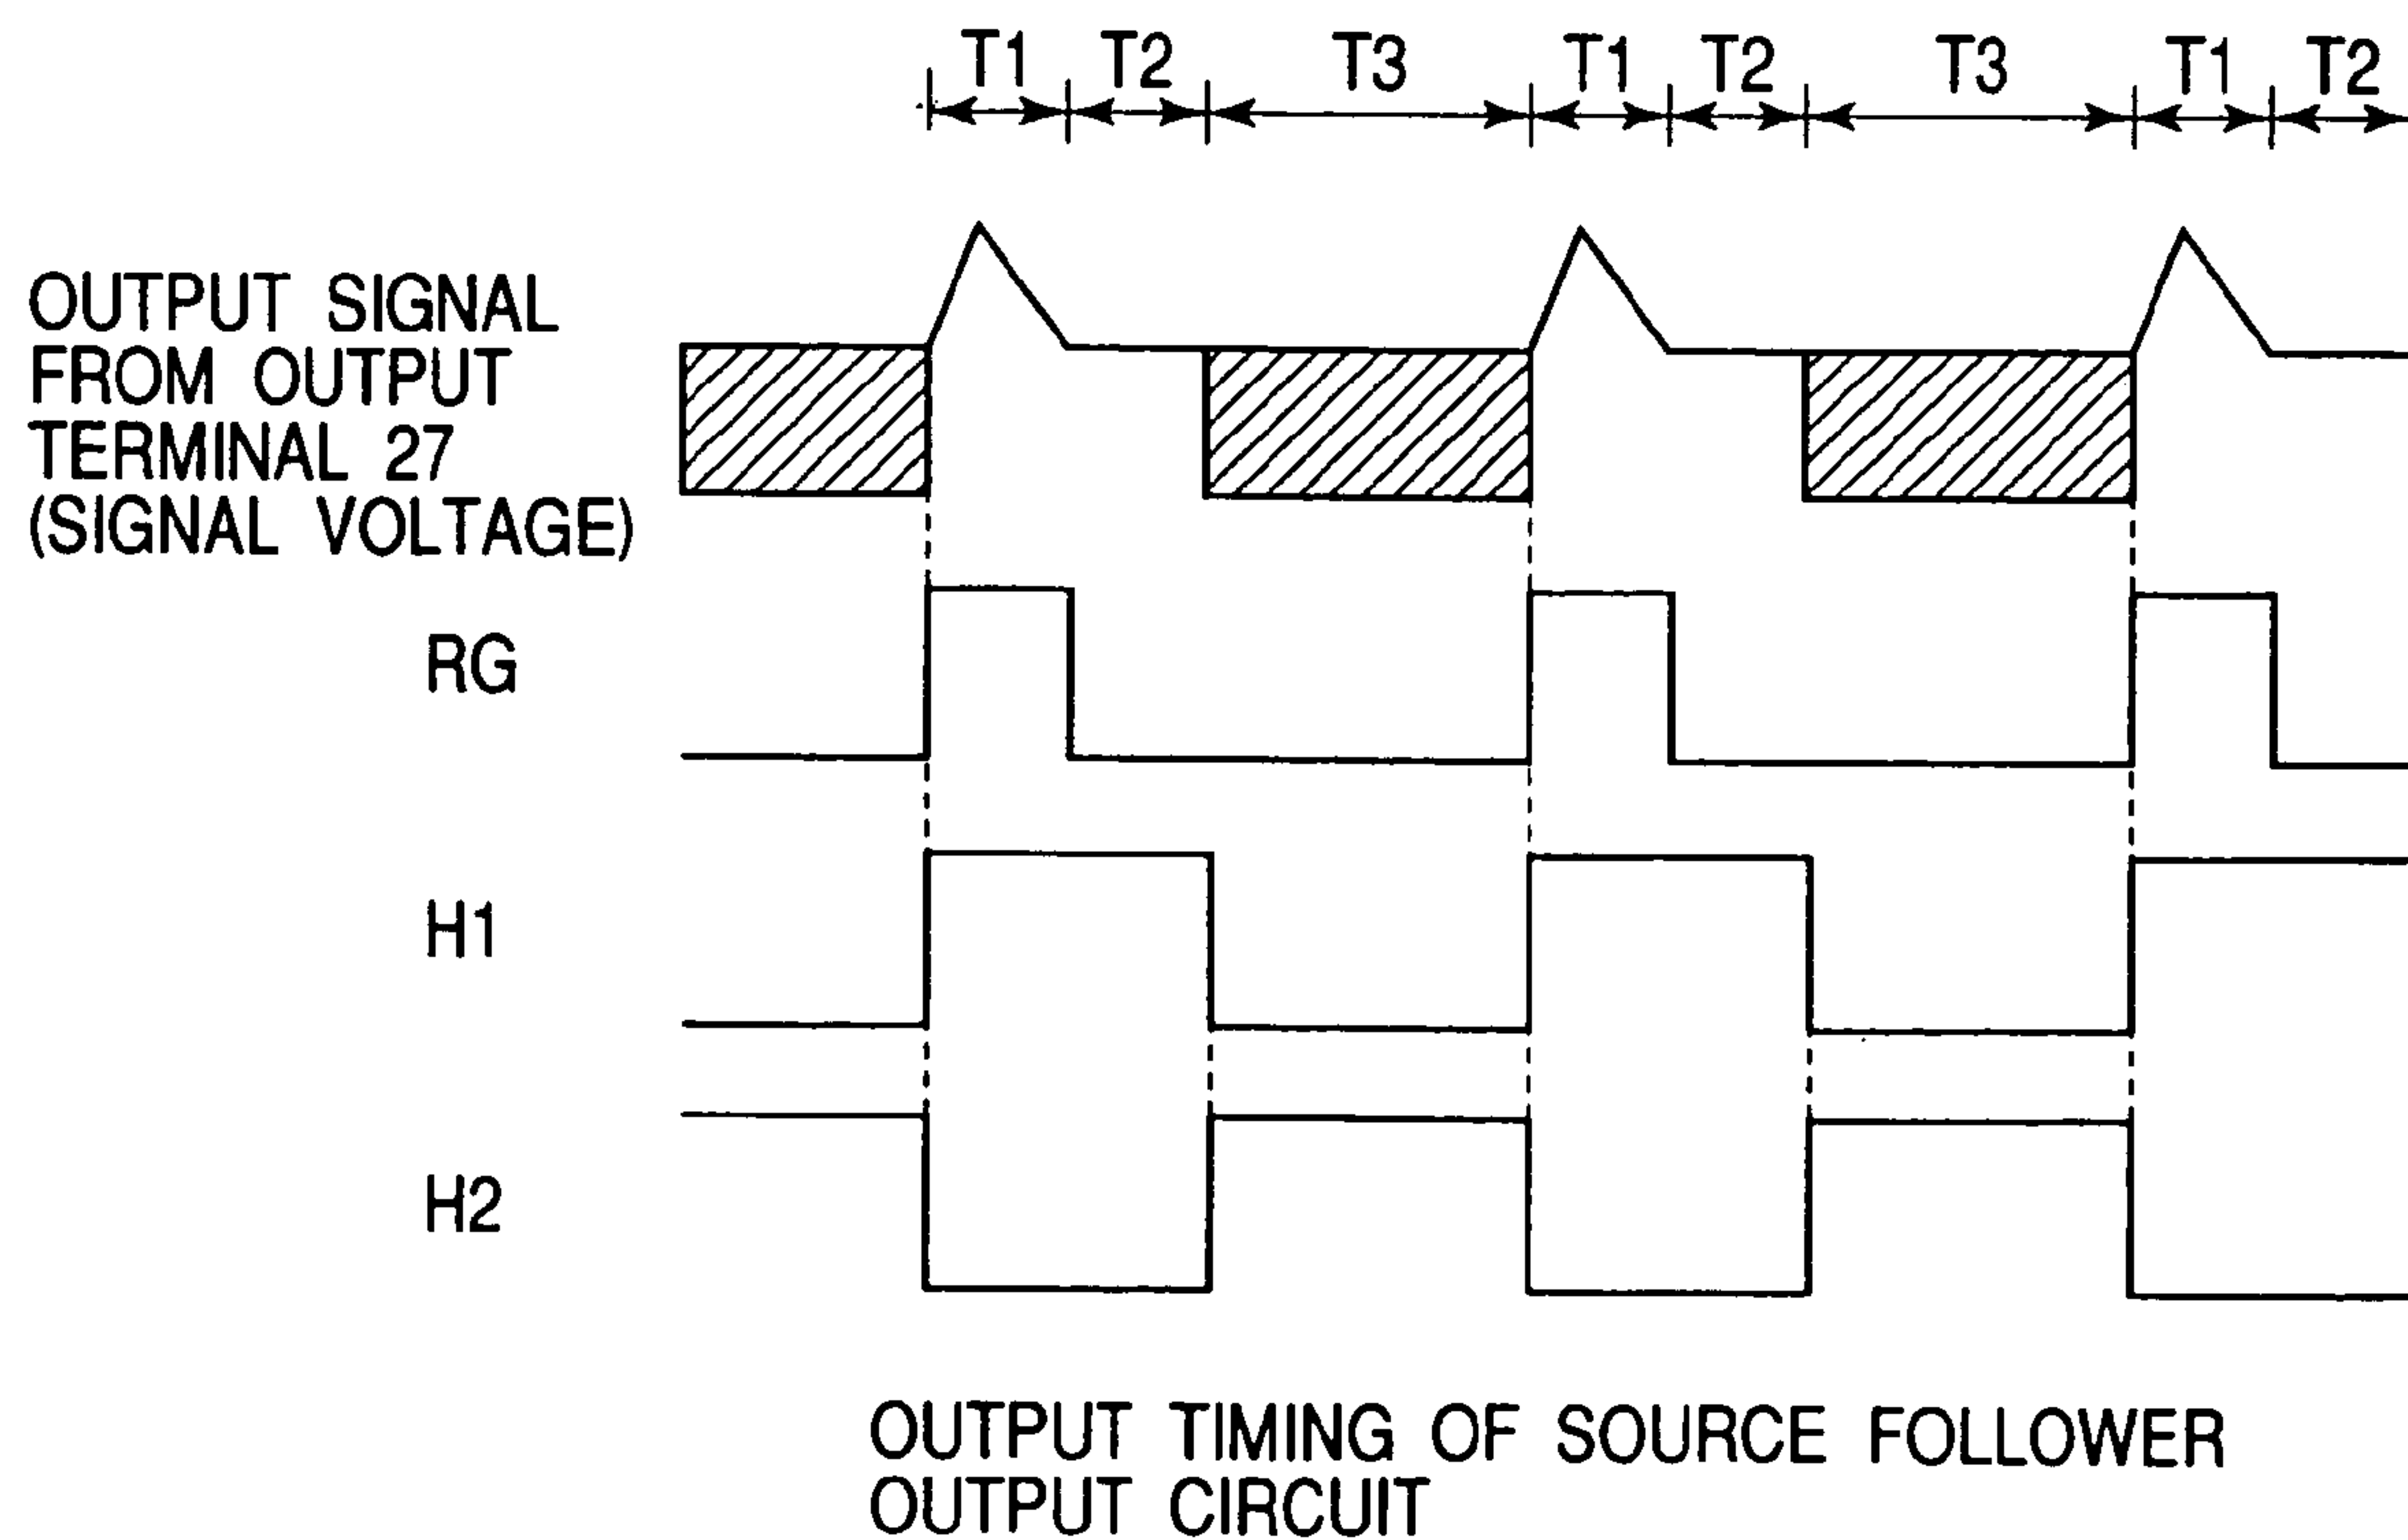 T1 T2 T3 T1 T2 T3 T1 T2
OUTPUT SIGNAL
FROM OUTPUT
TERMINAL 27
(SIGNAL VOLTAGE)
RG
H1
H2
OUTPUT TIMING OF SOURCE FOLLOWER
OUTPUT CIRCUIT